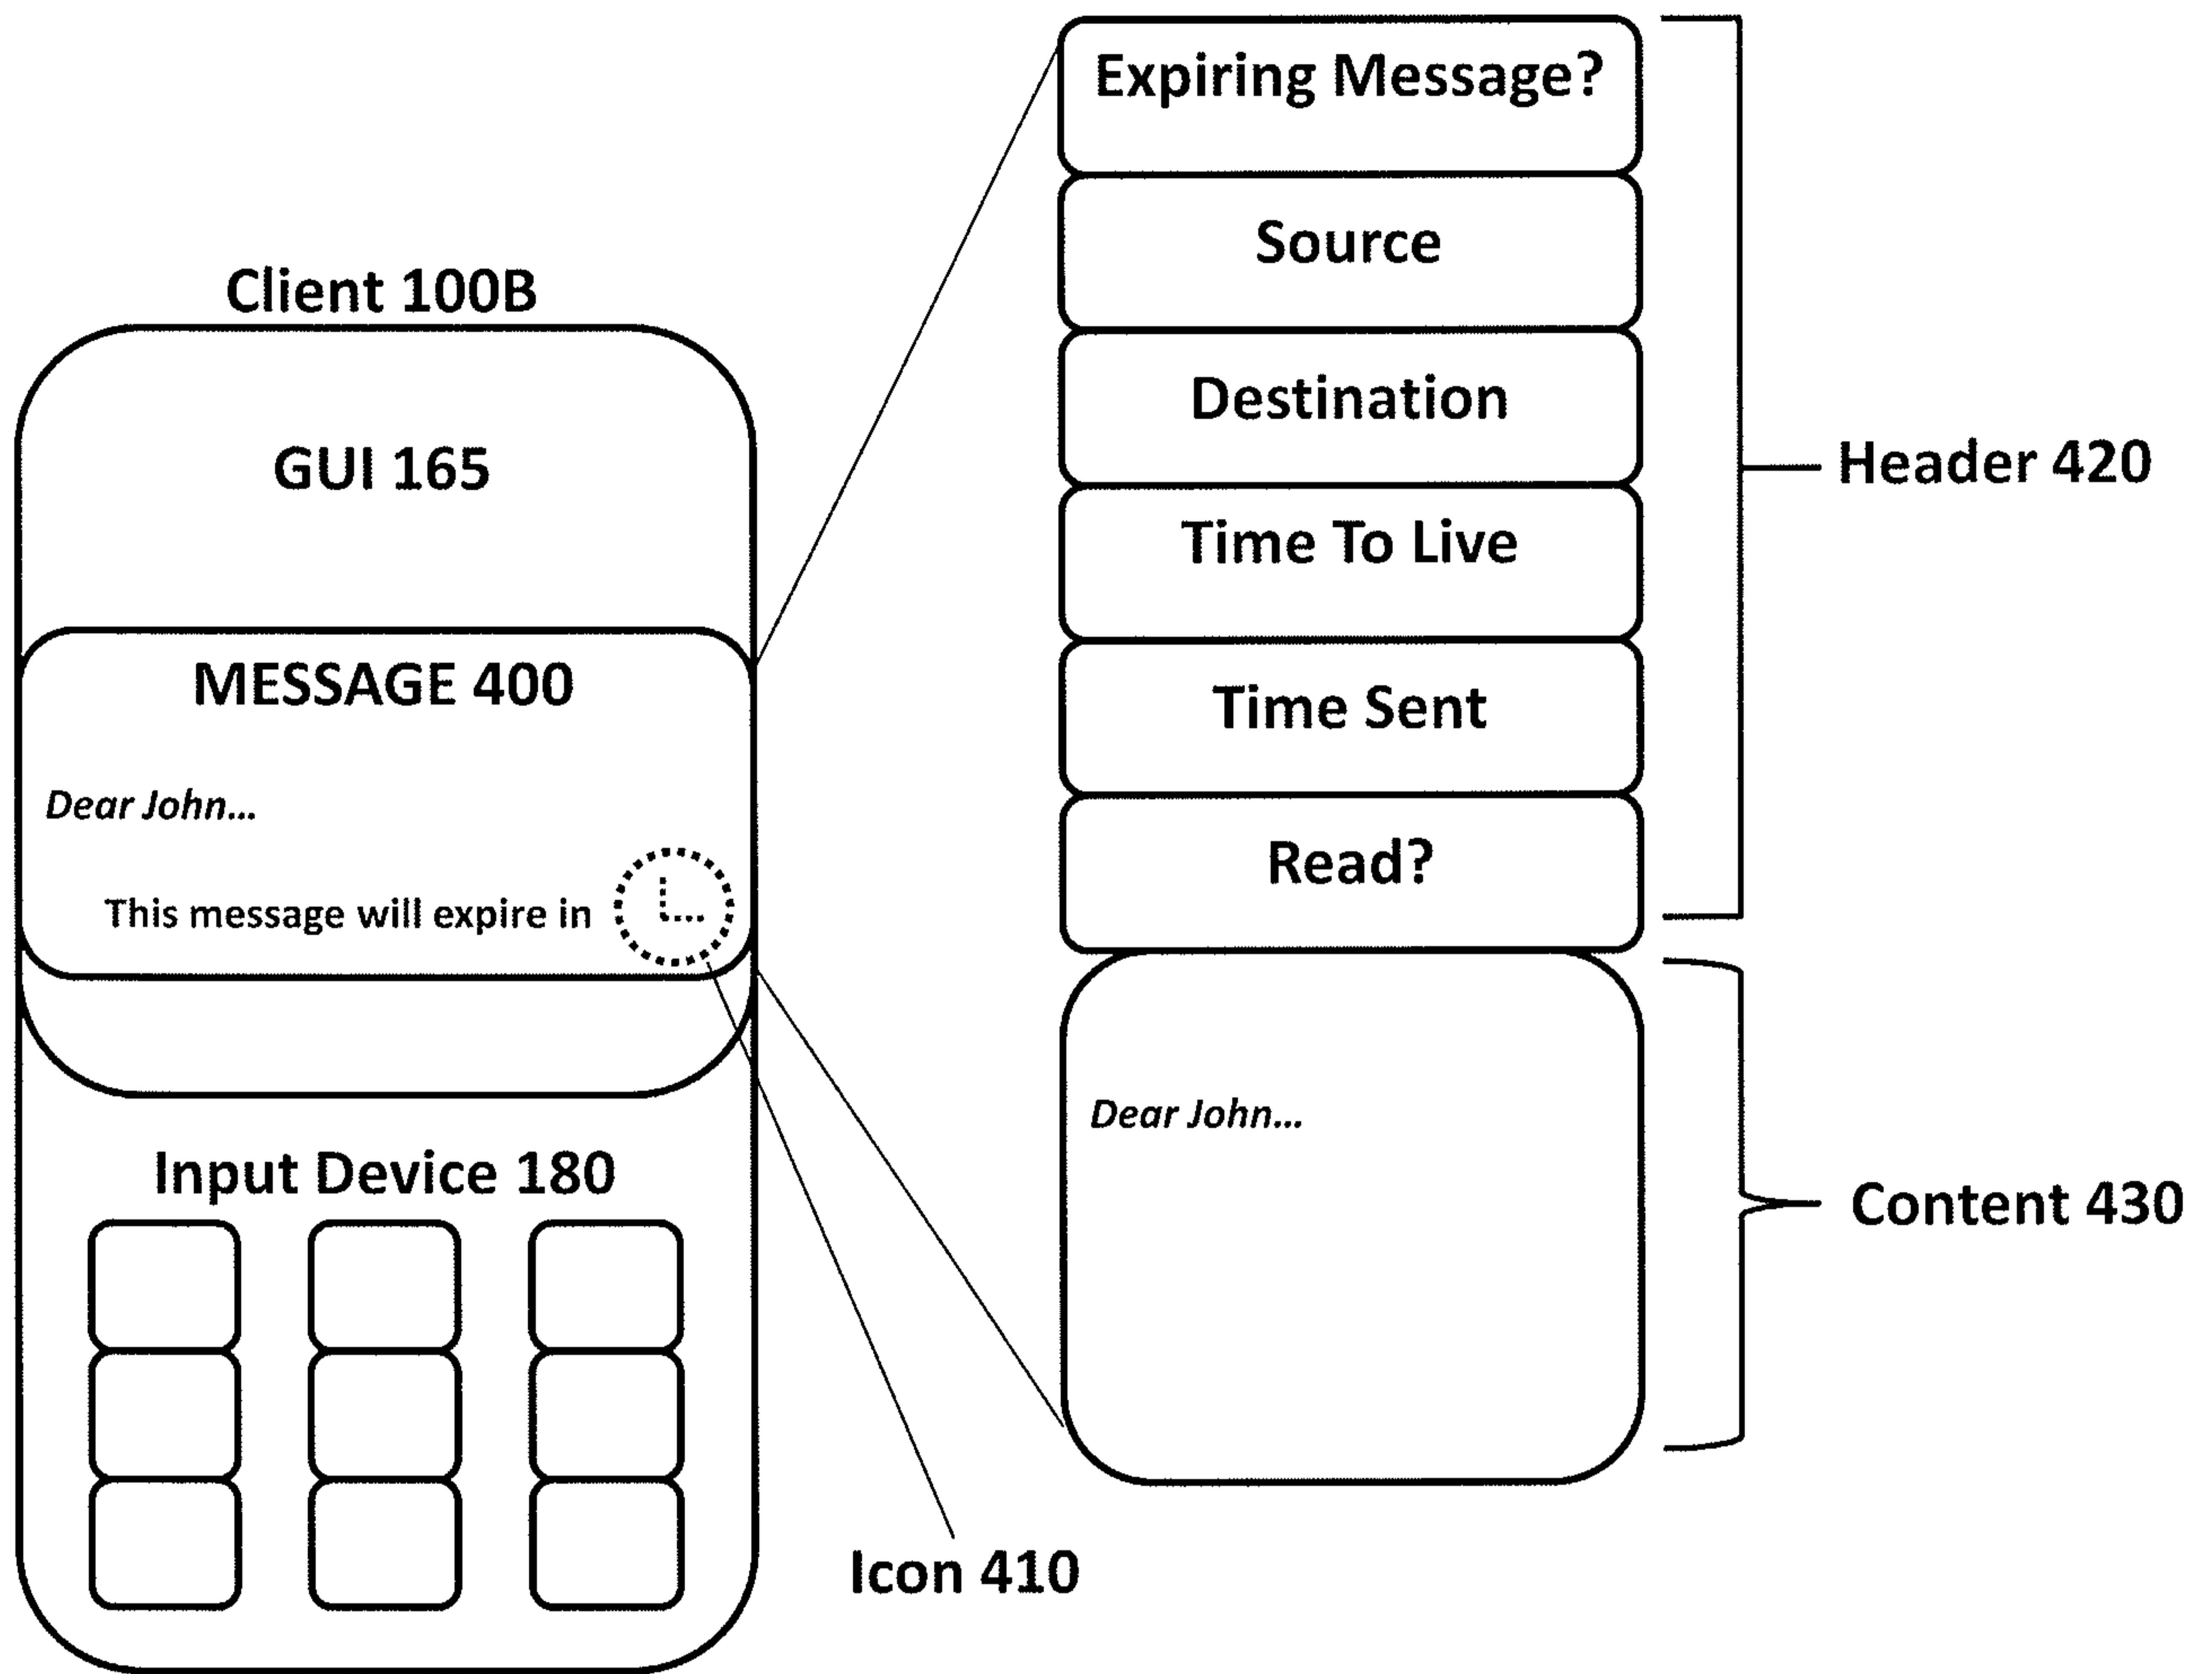 Client 100B
GUI 165
MESSAGE 400
Dear John...
This message will expire in
Input Device 180
Icon 410
Expiring Message?
Source
Destination
Time To Live
Time Sent
Read?
Header 420
Dear John...
Content 430